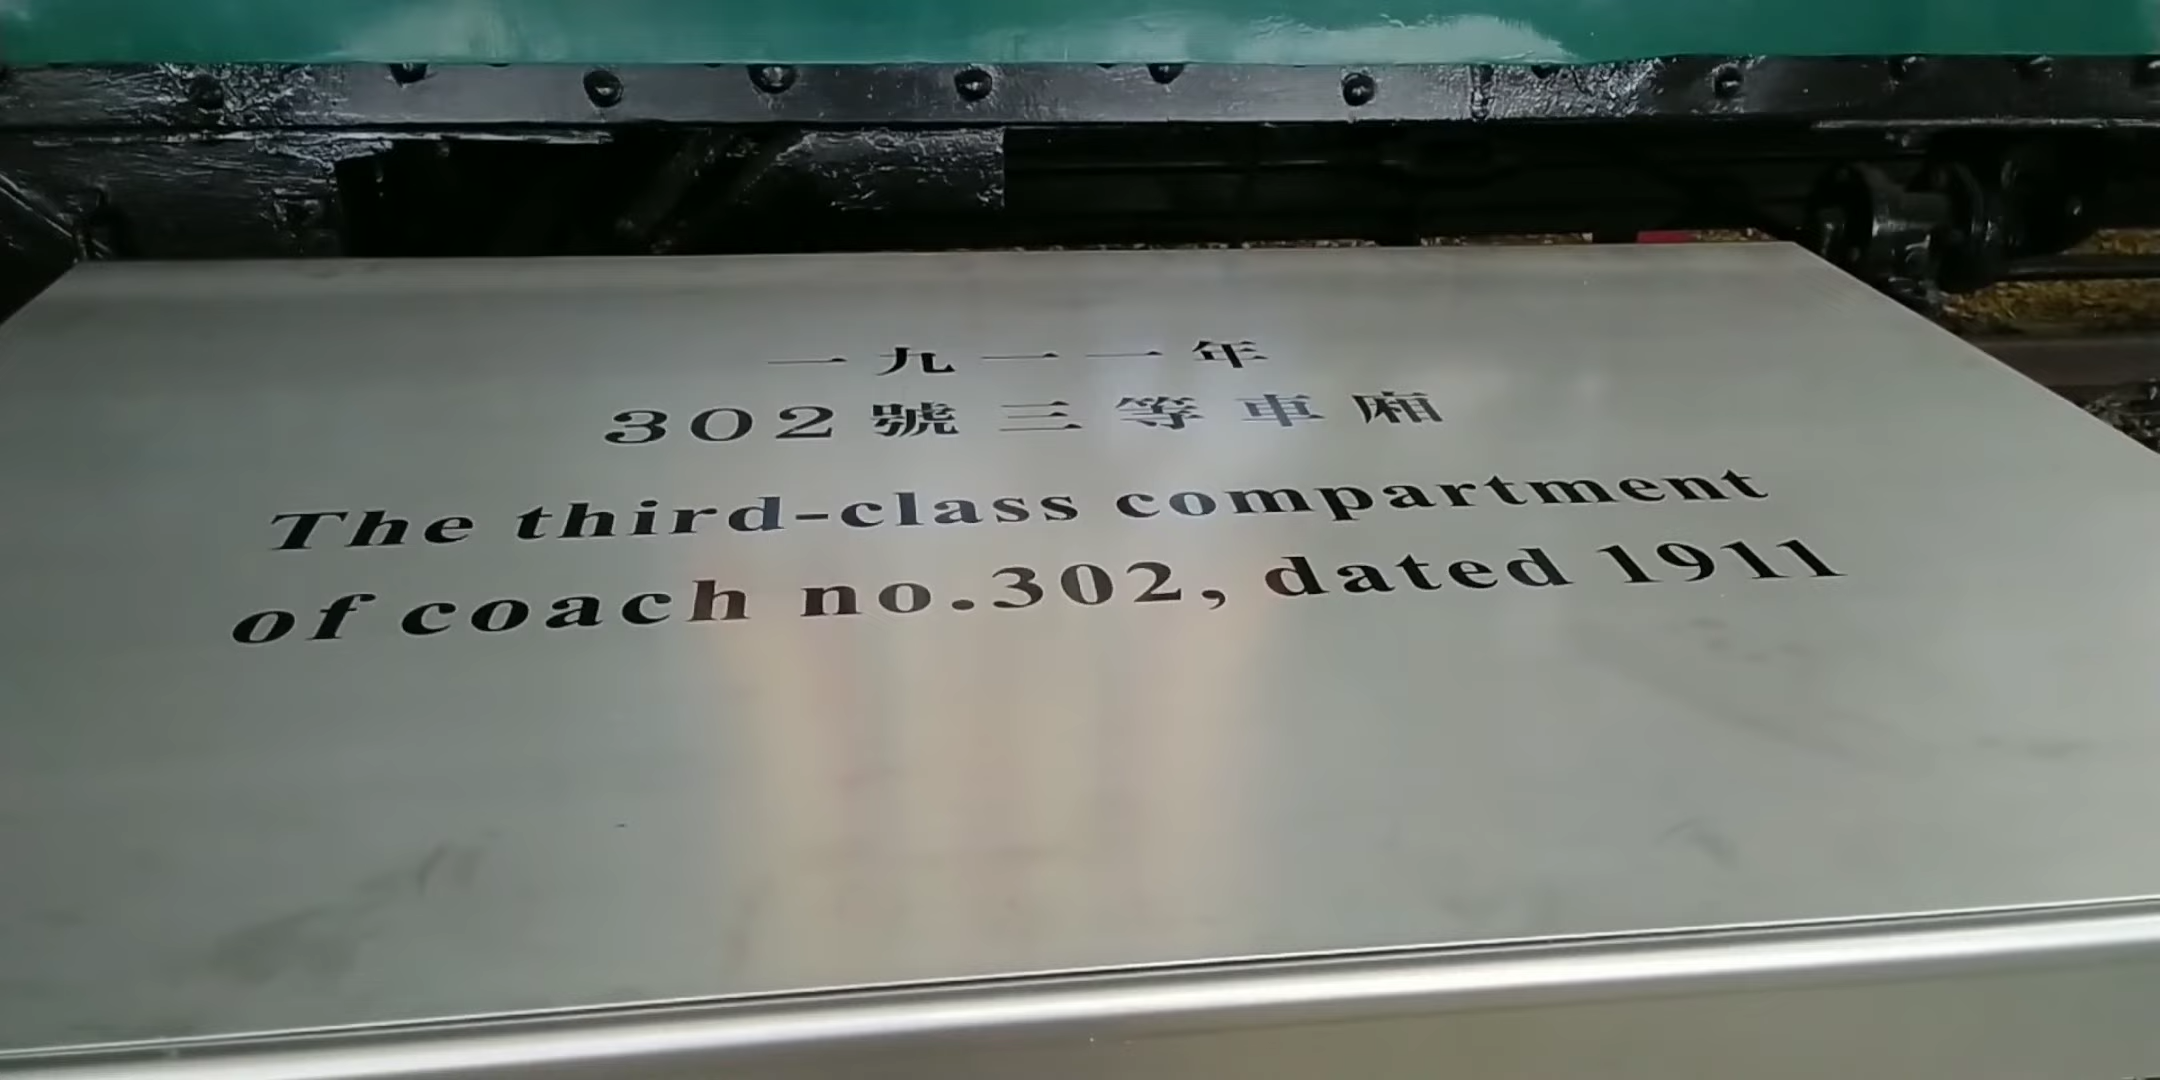 一九一一年
302號三等車廂
The third-class compartment
of coach no.302, dated 1911